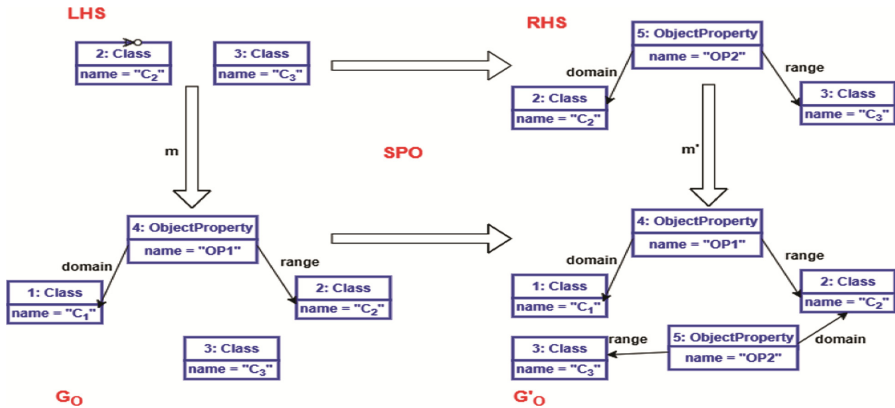 LHS
RHS
2: Class
name = "C₂"
3: Class
name = "C₃"
5: ObjectProperty
name = "OP2"
domain
range
2: Class
name = "C₂"
3: Class
name = "C₃"
m
SPO
m'
4: ObjectProperty
name = "OP1"
domain
range
1: Class
name = "C₁"
2: Class
name = "C₂"
3: Class
name = "C₃"
4: ObjectProperty
name = "OP1"
domain
range
1: Class
name = "C₁"
2: Class
name = "C₂"
3: Class
name = "C₃"
range
5: ObjectProperty
name = "OP2"
domain
G_O
G'_O